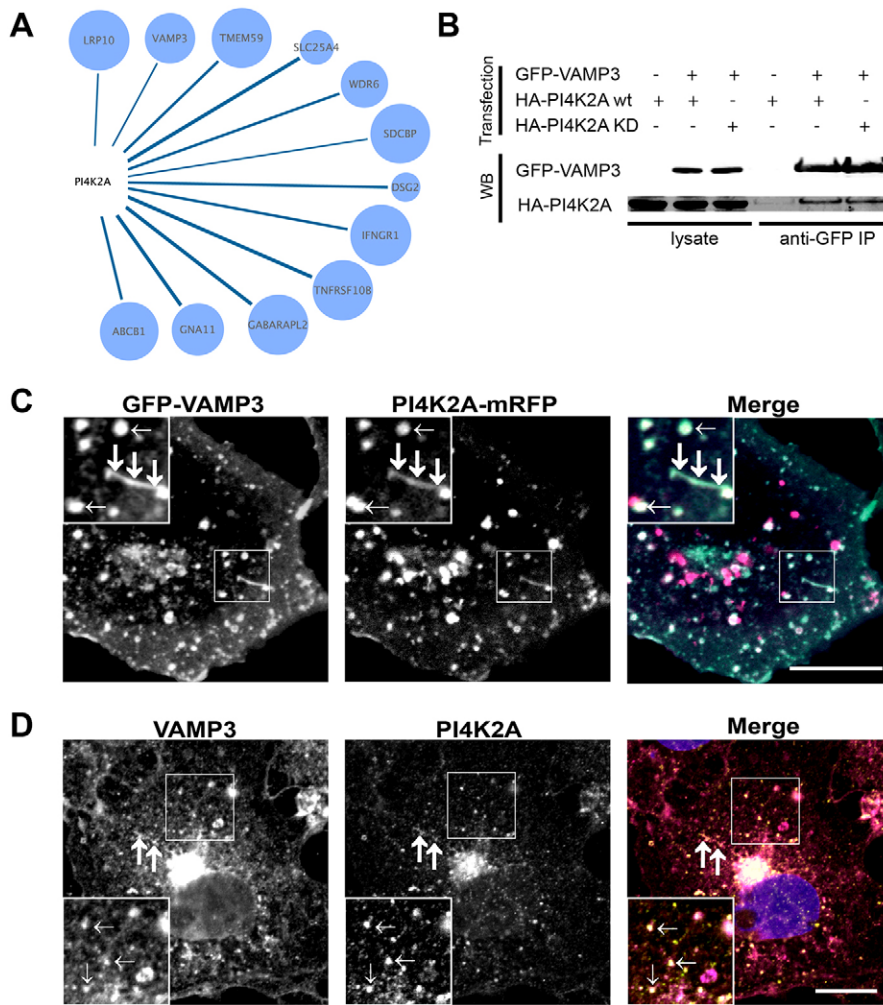 A
LRP10
VAMP3
TMEM59
SLC25A4
WDR6
SDCBP
PI4K2A
DSG2
IFNGR1
TNFRSF10B
GABARAPL2
GNA11
ABCB1
B
Transfection
GFP-VAMP3 - + + - + +
HA-PI4K2A wt + + - + + -
HA-PI4K2A KD - - + - - +
WB
GFP-VAMP3
HA-PI4K2A
lysate anti-GFP IP
C
GFP-VAMP3 PI4K2A-mRFP Merge
D
VAMP3 PI4K2A Merge